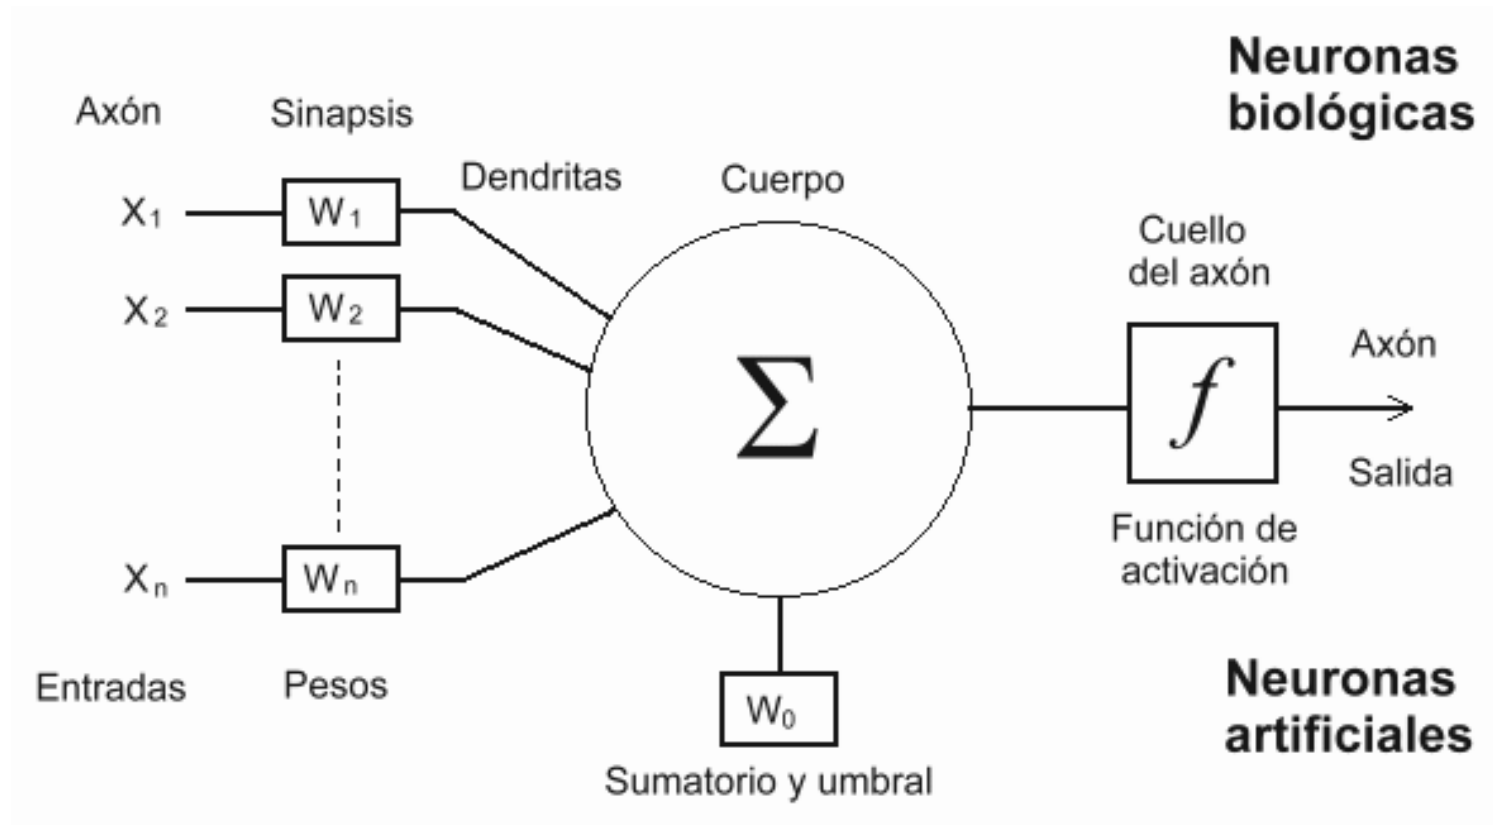 Neuronas
biológicas
Axón
Sinapsis
Dendritas
Cuerpo
Cuello
del axón
X₁
W₁
X₂
W₂
Xₙ
Wₙ
Σ
f
Axón
Salida
Función de
activación
Entradas
Pesos
W₀
Sumatorio y umbral
Neuronas
artificiales